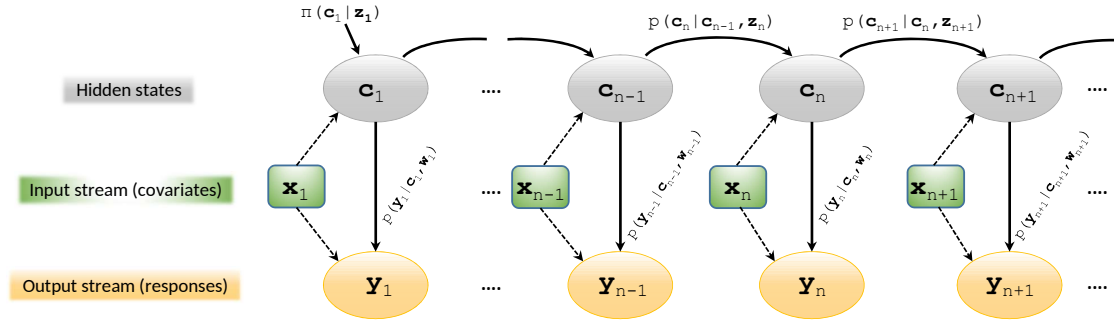 π(c₁|z₁)
p(cₙ|cₙ₋₁,zₙ)
p(cₙ₊₁|cₙ,zₙ₊₁)
Hidden states
c₁
....
cₙ₋₁
cₙ
cₙ₊₁
....
Input stream (covariates)
x₁
p(y₁|c₁,w₁)
....
xₙ₋₁
p(yₙ₋₁|cₙ₋₁,wₙ₋₁)
xₙ
p(yₙ|cₙ,wₙ)
xₙ₊₁
p(yₙ₊₁|cₙ,wₙ₊₁)
....
Output stream (responses)
y₁
....
yₙ₋₁
yₙ
yₙ₊₁
....